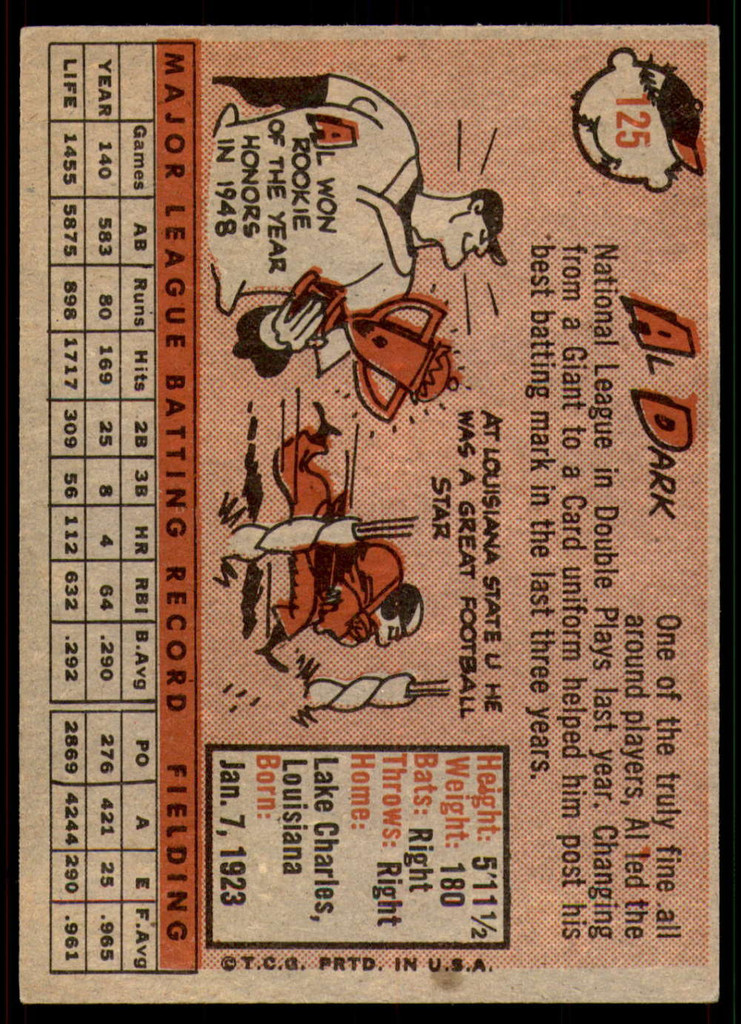 125
AL DARK
One of the truly fine all
around players, Al led the
National League in Double Plays last year. Changing
from a Giant to a Card uniform helped him post his
best batting mark in the last three years.
AL WON
ROOKIE
OF THE YEAR
HONORS
IN 1948
AT LOUISIANA STATE U HE
WAS A GREAT FOOTBALL
STAR
Height: 5'11½
Weight: 180
Bats: Right
Throws: Right
Home:
Lake Charles,
Louisiana
Born:
Jan. 7, 1923
© T.C.G. PRTD. IN U.S.A.
MAJOR LEAGUE BATTING RECORD FIELDING
Games AB Runs Hits 2B 3B HR RBI B.Avg PO A E F.Avg
YEAR 140 583 80 169 25 8 4 64 .290 276 421 25 .965
LIFE 1455 5875 898 1717 309 56 112 632 .292 2869 4244 290 .961